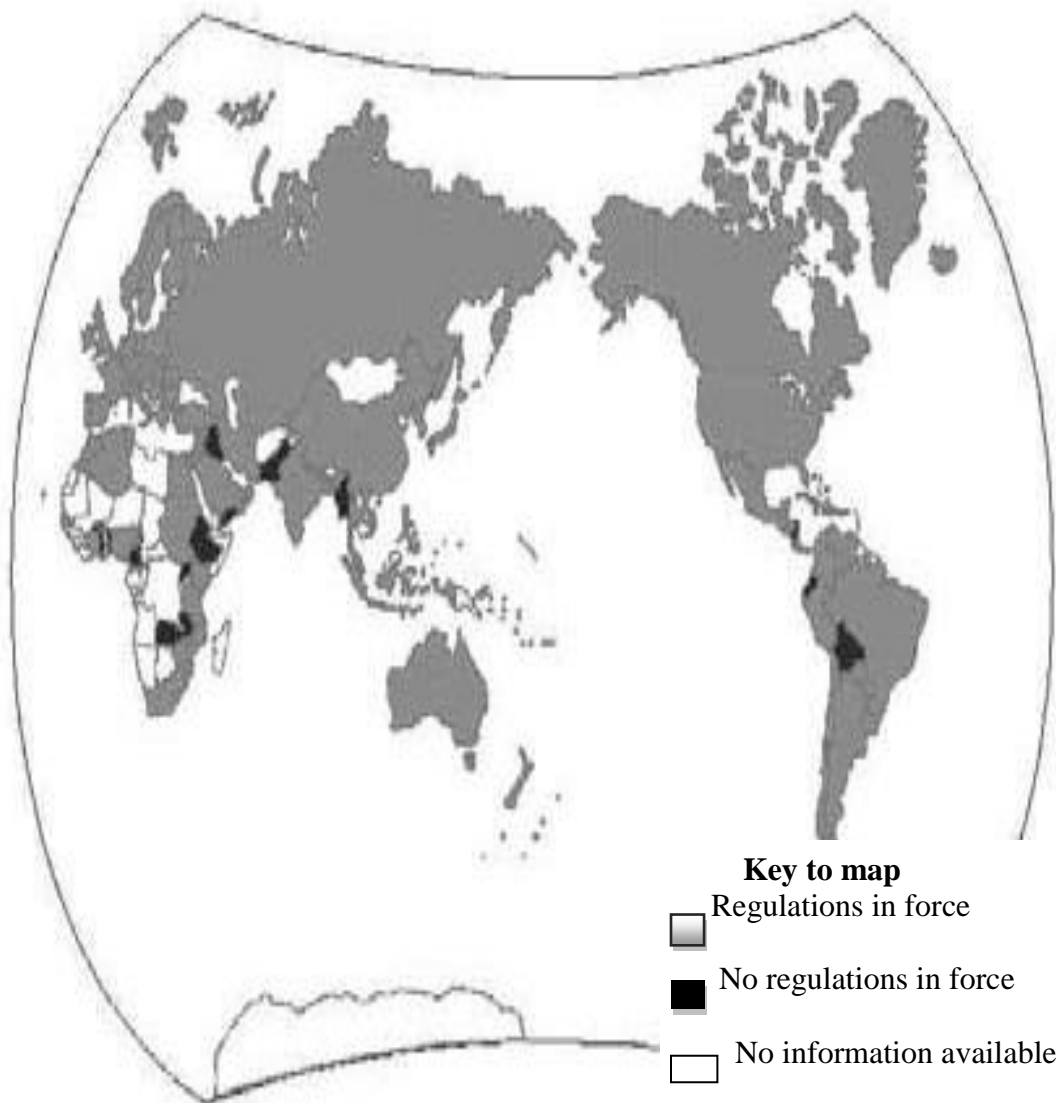 Key to map
Regulations in force
No regulations in force
No information available